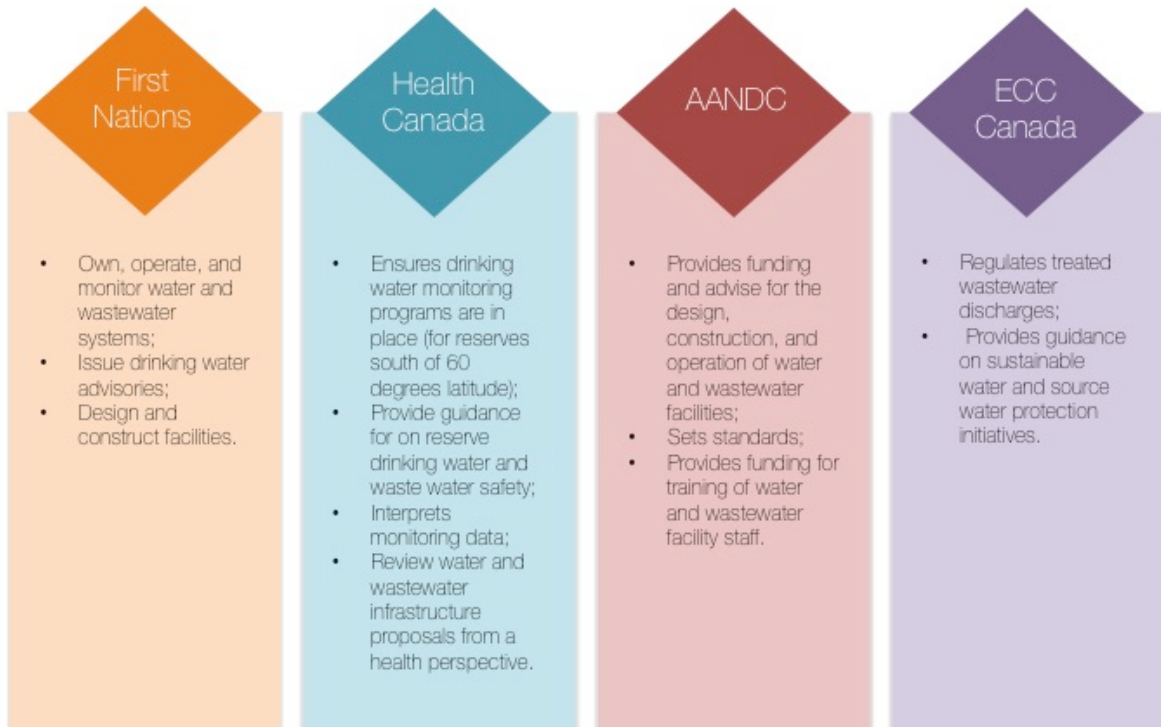 First
Nations
• Own, operate, and
monitor water and
wastewater
systems;
• Issue drinking water
advisories;
• Design and
construct facilities.
Health
Canada
• Ensures drinking
water monitoring
programs are in
place (for reserves
south of 60
degrees latitude);
• Provide guidance
for on reserve
drinking water and
waste water safety;
• Interprets
monitoring data;
• Review water and
wastewater
infrastructure
proposals from a
health perspective.
AANDC
• Provides funding
and advise for the
design,
construction, and
operation of water
and wastewater
facilities;
• Sets standards;
• Provides funding for
training of water
and wastewater
facility staff.
ECC
Canada
• Regulates treated
wastewater
discharges;
• Provides guidance
on sustainable
water and source
water protection
initiatives.